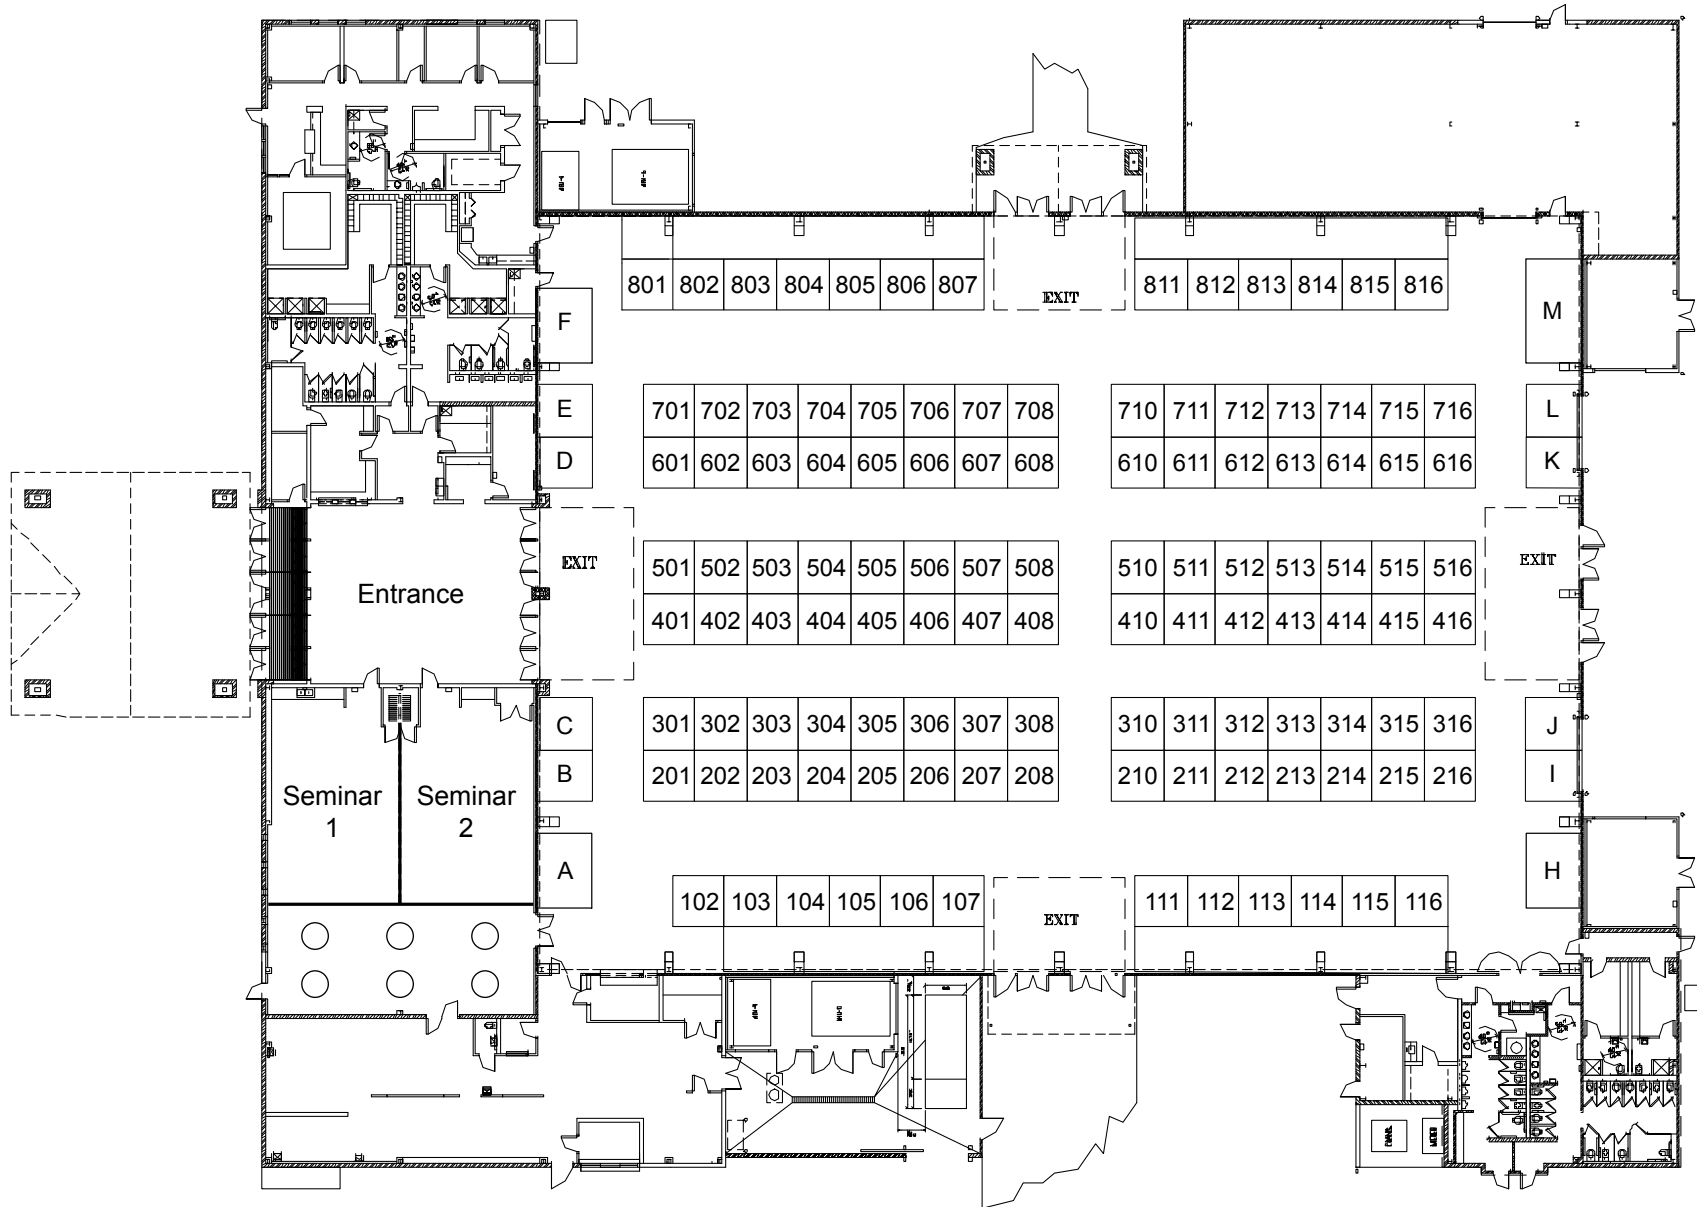 801 802 803 804 805 806 807 811 812 813 814 815 816
EXIT
F
M
E 701 702 703 704 705 706 707 708 710 711 712 713 714 715 716 L
D 601 602 603 604 605 606 607 608 610 611 612 613 614 615 616 K
EXIT 501 502 503 504 505 506 507 508 510 511 512 513 514 515 516 EXIT
Entrance
401 402 403 404 405 406 407 408 410 411 412 413 414 415 416
C 301 302 303 304 305 306 307 308 310 311 312 313 314 315 316 J
B 201 202 203 204 205 206 207 208 210 211 212 213 214 215 216 I
Seminar
1
Seminar
2
A
H
102 103 104 105 106 107 111 112 113 114 115 116
EXIT